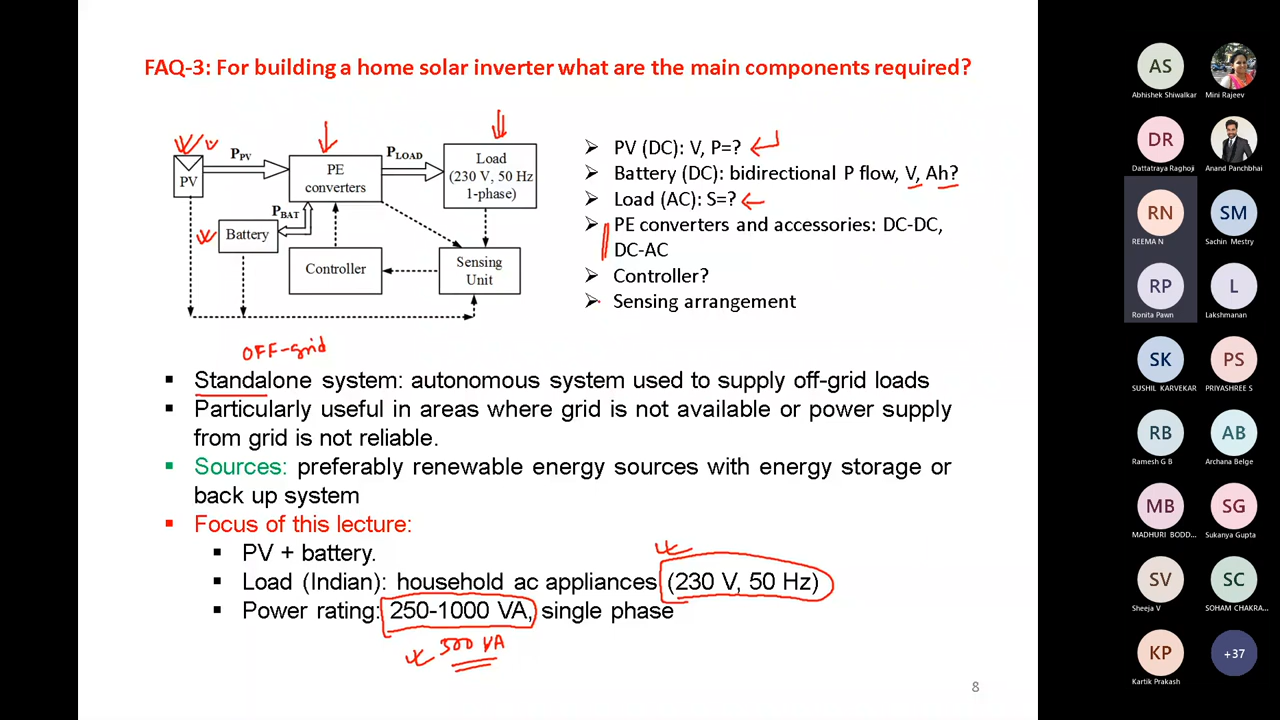 FAQ-3: For building a home solar inverter what are the main components required?
PV
P_PV
PE
converters
P_LOAD
Load
(230 V, 50 Hz
1-phase)
P_BAT
Battery
Controller
Sensing
Unit
➢ PV (DC): V, P=?
➢ Battery (DC): bidirectional P flow, V, Ah?
➢ Load (AC): S=?
➢ PE converters and accessories: DC-DC,
DC-AC
➢ Controller?
➢ Sensing arrangement
OFF-grid
▪ Standalone system: autonomous system used to supply off-grid loads
▪ Particularly useful in areas where grid is not available or power supply
from grid is not reliable.
▪ Sources: preferably renewable energy sources with energy storage or
back up system
▪ Focus of this lecture:
▪ PV + battery.
▪ Load (Indian): household ac appliances (230 V, 50 Hz)
▪ Power rating: 250-1000 VA, single phase
500 VA
8
AS
Abhishek Shiwalkar
Mini Rajeev
DR
Dattatraya Raghoji
Anand Panchbhai
RN
REEMA N
SM
Sachin Mestry
RP
Ronita Pawn
L
Lakshmanan
SK
SUSHIL KARVEKAR
PS
PRIYASHREE S
RB
Ramesh G B
AB
Archana Belge
MB
MADHURI BODD...
SG
Sukanya Gupta
SV
Sheeja V
SC
SOHAM CHAKRA...
KP
Kartik Prakash
+37